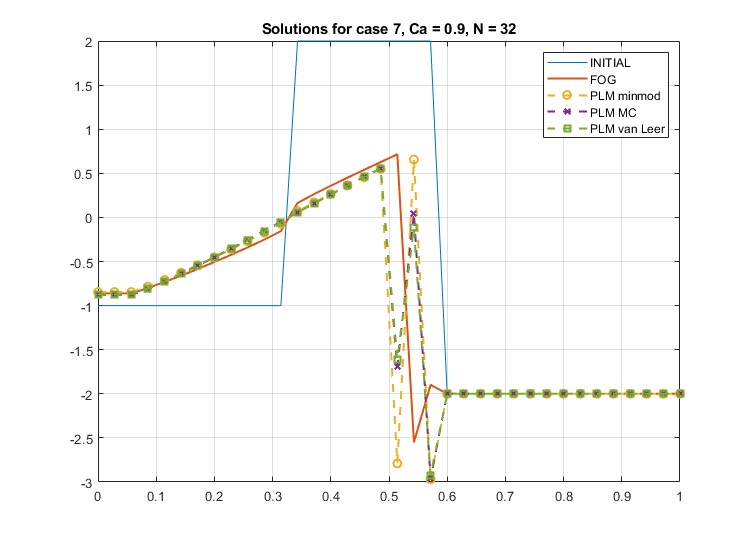 Solutions for case 7, Ca = 0.9, N = 32
2
1.5
1
0.5
0
-0.5
-1
-1.5
-2
-2.5
-3
INITIAL
FOG
PLM minmod
PLM MC
PLM van Leer
0 0.1 0.2 0.3 0.4 0.5 0.6 0.7 0.8 0.9 1